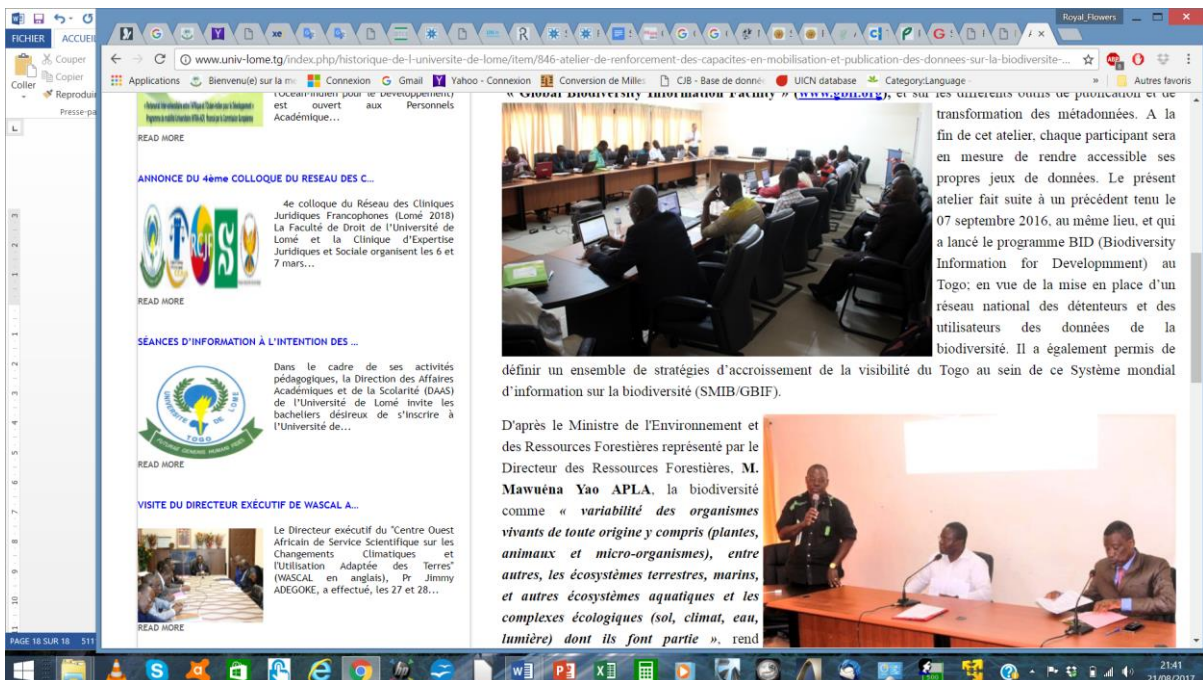 Royal_Flowers
FICHIER
ACCUEIL
Couper
Copier
Coller
Reproduir
Presse-pa
www.univ-lome.tg/index.php/historique-de-l-universite-de-lome/item/846-atelier-de-renforcement-des-capacites-en-mobilisation-et-publication-des-donnees-sur-la-biodiversite-...
Applications
Bienvenu(e) sur la mo
Connexion
Gmail
Yahoo - Connexion
Conversion de Milles
CJB - Base de donné
UICN database
Category:Language -
Autres favoris
l'Océan-Indien pour le Développement)
est ouvert aux Personnels
Académique...
READ MORE
ANNONCE DU 4ème COLLOQUE DU RESEAU DES C...
4e colloque du Réseau des Cliniques
Juridiques Francophones (Lomé 2018)
La Faculté de Droit de l'Université de
Lomé et la Clinique d'Expertise
Juridiques et Sociale organisent les 6 et
7 mars...
READ MORE
SÉANCES D'INFORMATION À L'INTENTION DES ...
Dans le cadre de ses activités
pédagogiques, la Direction des Affaires
Académiques et de la Scolarité (DAAS)
de l'Université de Lomé invite les
bacheliers désireux de s'inscrire à
l'Université de...
READ MORE
VISITE DU DIRECTEUR EXÉCUTIF DE WASCAL A...
Le Directeur exécutif du "Centre Ouest
Africain de Service Scientifique sur les
Changements Climatiques et
l'Utilisation Adaptée des Terres"
(WASCAL en anglais), Pr Jimmy
ADEGOKE, a effectué, les 27 et 28...
READ MORE
« Global Biodiversity Information Facility » (www.gbif.org), et sur les différents outils de publication et de
transformation des métadonnées. A la
fin de cet atelier, chaque participant sera
en mesure de rendre accessible ses
propres jeux de données. Le présent
atelier fait suite à un précédent tenu le
07 septembre 2016, au même lieu, et qui
a lancé le programme BID (Biodiversity
Information for Developmment) au
Togo; en vue de la mise en place d'un
réseau national des détenteurs et des
utilisateurs des données de la
biodiversité. Il a également permis de
définir un ensemble de stratégies d'accroissement de la visibilité du Togo au sein de ce Système mondial
d'information sur la biodiversité (SMIB/GBIF).
D'après le Ministre de l'Environnement et
des Ressources Forestières représenté par le
Directeur des Ressources Forestières, M.
Mawuéna Yao APLA, la biodiversité
comme « variabilité des organismes
vivants de toute origine y compris (plantes,
animaux et micro-organismes), entre
autres, les écosystèmes terrestres, marins,
et autres écosystèmes aquatiques et les
complexes écologiques (sol, climat, eau,
lumière) dont ils font partie », rend
PAGE 18 SUR 18
511
21:41
21/08/2017